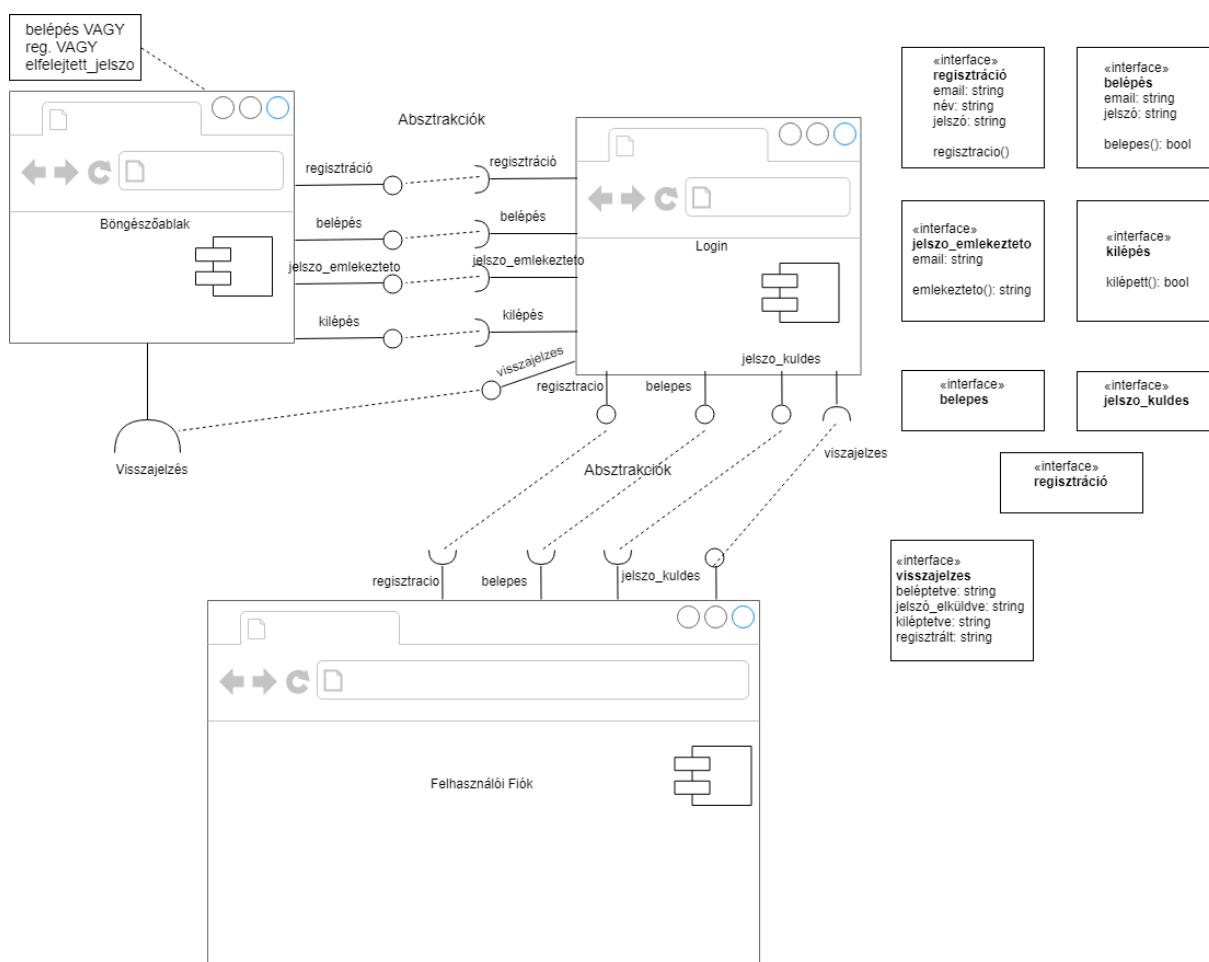 belépés VAGY
reg. VAGY
elfelejtett_jelszo
Böngészőablak
Absztrakciók
regisztráció
regisztráció
belépés
belépés
jelszo_emlekezteto
jelszo_emlekezteto
kilépés
kilépés
visszajelzes
Visszajelzés
Login
regisztracio
belepes
jelszo_kuldes
viszajelzes
Absztrakciók
regisztracio
belepes
jelszo_kuldes
Felhasználói Fiók
«interface»
regisztráció
email: string
név: string
jelszó: string
regisztracio()
«interface»
belépés
email: string
jelszó: string
belepes(): bool
«interface»
jelszo_emlekezteto
email: string
emlekezteto(): string
«interface»
kilépés
kilépett(): bool
«interface»
belepes
«interface»
jelszo_kuldes
«interface»
regisztráció
«interface»
visszajelzes
beléptetve: string
jelszó_elküldve: string
kiléptetve: string
regisztrált: string